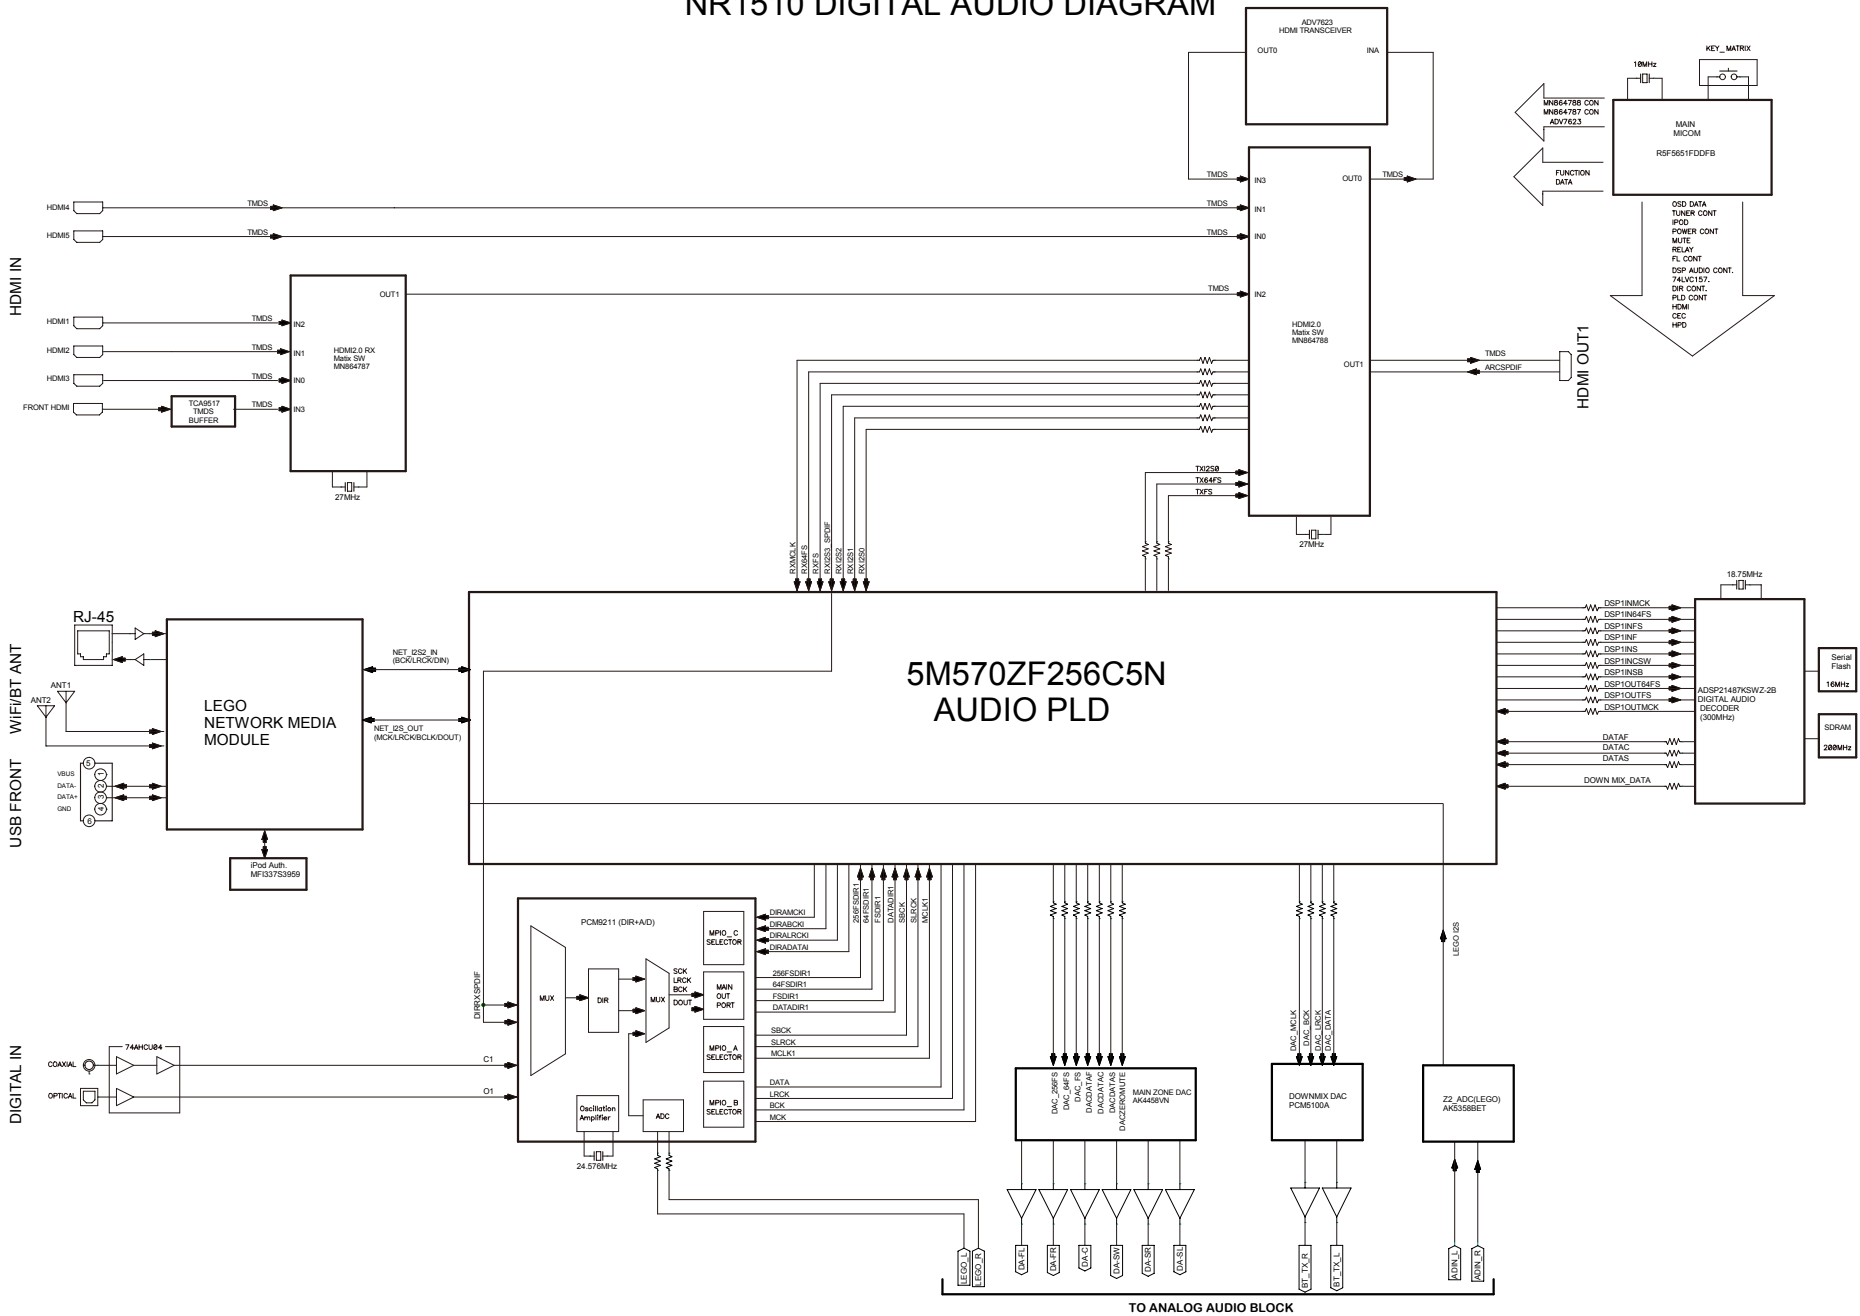 NR1510 DIGITAL AUDIO DIAGRAM
ADV7623
HDMI TRANSCEIVER
OUT0
INA
KEY_MATRIX
10MHz
MN864788 CON
MN864787 CON
ADV7623
MAIN
MICOM
R5F5651FDDFB
FUNCTION
DATA
OSD DATA
TUNER CONT
IPOD
POWER CONT
MUTE
RELAY
FL CONT
DSP AUDIO CONT.
74LVC157.
DIR CONT.
PLD CONT
HDMI
CEC
HPD
HDMI IN
HDMI4
TMDS
TMDS
HDMI5
TMDS
TMDS
HDMI1
TMDS
HDMI2
TMDS
HDMI3
TMDS
FRONT HDMI
TCA9517
TMDS
BUFFER
TMDS
OUT1
IN2
IN1
IN0
IN3
HDMI2.0 RX
Matix SW
MN864787
27MHz
TMDS
TMDS
IN3
IN1
IN0
IN2
OUT0
TMDS
HDMI2.0
Matix SW
MN864788
OUT1
TMDS
ARCSPDIF
HDMI OUT1
TXI2S0
TX64FS
TXFS
27MHz
RXMCLK
RX64FS
RXFS
RXI2S3_SPDIF
RXI2S2
RXI2S1
RXI2S0
WiFi/BT ANT
RJ-45
ANT1
ANT2
LEGO
NETWORK MEDIA
MODULE
NET_I2S2_IN
(BCK/LRCK/DIN)
NET_I2S_OUT
(MCK/LRCK/BCLK/DOUT)
USB FRONT
VBUS
DATA-
DATA+
GND
5
1
2
3
4
6
iPod Auth.
MFI337S3959
5M570ZF256C5N
AUDIO PLD
18.75MHz
DSP1INMCK
DSP1IN64FS
DSP1INFS
DSP1INF
DSP1INS
DSP1INCSW
DSP1INSB
DSP1OUT64FS
DSP1OUTFS
DSP1OUTMCK
DATAF
DATAC
DATAS
DOWN MIX_DATA
ADSP21487KSWZ-2B
DIGITAL AUDIO
DECODER
(300MHz)
Serial
Flash
16MHz
SDRAM
200MHz
DIRRXSPDIF
PCM9211 (DIR+A/D)
MUX
DIR
MUX
SCK
LRCK
BCK
DOUT
MPIO_C
SELECTOR
MAIN
OUT
PORT
MPIO_A
SELECTOR
MPIO_B
SELECTOR
Oscillation
Amplifier
ADC
24.576MHz
DIRAMCKI
DIRABCKI
DIRALRCKI
DIRADATAI
256FSDIR1
64FSDIR1
FSDIR1
DATADIR1
SBCK
SLRCK
MCLK1
DATA
LRCK
BCK
MCK
256FSDIR1
64FSDIR1
FSDIR1
DATADIR1
SBCK
SLRCK
MCLK1
DIGITAL IN
COAXIAL
OPTICAL
74AHCU04
C1
O1
DAC_256FS
DAC_64FS
DAC_FS
DACDATAF
DACDATAC
DACDATAS
DACZEROMUTE
MAIN ZONE DAC
AK4458VN
DAC_MCLK
DAC_BCK
DAC_LRCK
DAC_DATA
DOWNMIX DAC
PCM5100A
LEGO I2S
Z2_ADC(LEGO)
AK5358BET
LEGO_L
LEGO_R
DA-FL
DA-FR
DA-C
DA-SW
DA-SR
DA-SL
BT_TX_R
BT_TX_L
ADIN_L
ADIN_R
TO ANALOG AUDIO BLOCK